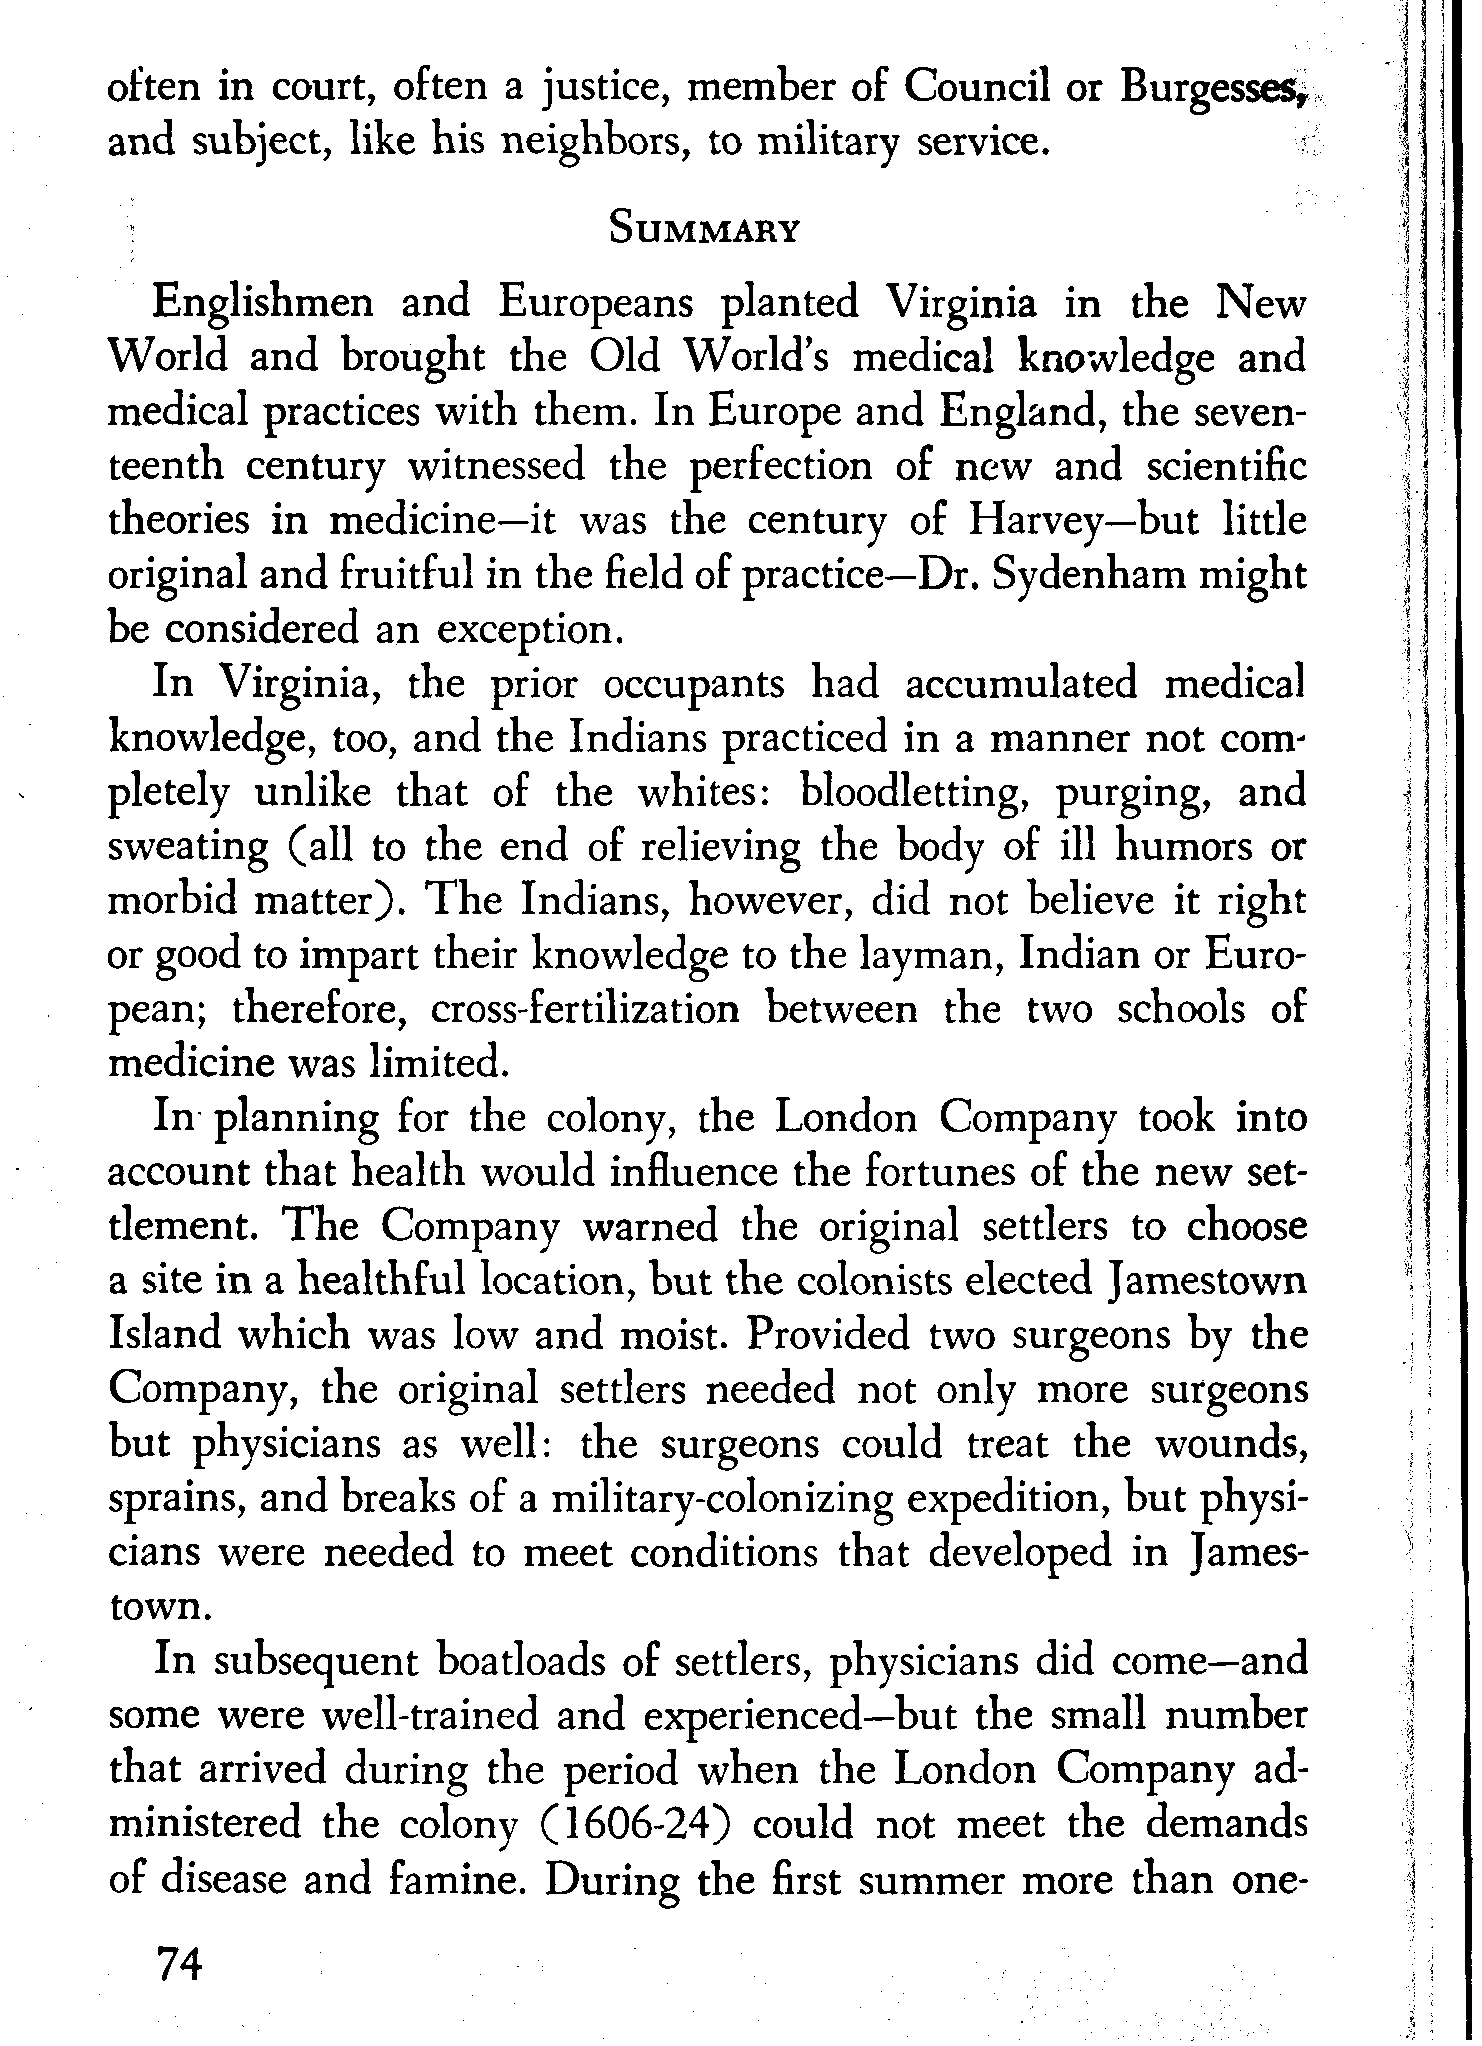 often in court, often a justice, member of Council or Burgesses,
and subject, like his neighbors, to military service.
SUMMARY
Englishmen and Europeans planted Virginia in the New
World and brought the Old World's medical knowledge and
medical practices with them. In Europe and England, the seven-
teenth century witnessed the perfection of new and scientific
theories in medicine—it was the century of Harvey—but little
original and fruitful in the field of practice—Dr. Sydenham might
be considered an exception.
In Virginia, the prior occupants had accumulated medical
knowledge, too, and the Indians practiced in a manner not com-
pletely unlike that of the whites: bloodletting, purging, and
sweating (all to the end of relieving the body of ill humors or
morbid matter). The Indians, however, did not believe it right
or good to impart their knowledge to the layman, Indian or Euro-
pean; therefore, cross-fertilization between the two schools of
medicine was limited.
In planning for the colony, the London Company took into
account that health would influence the fortunes of the new set-
tlement. The Company warned the original settlers to choose
a site in a healthful location, but the colonists elected Jamestown
Island which was low and moist. Provided two surgeons by the
Company, the original settlers needed not only more surgeons
but physicians as well: the surgeons could treat the wounds,
sprains, and breaks of a military-colonizing expedition, but physi-
cians were needed to meet conditions that developed in James-
town.
In subsequent boatloads of settlers, physicians did come—and
some were well-trained and experienced—but the small number
that arrived during the period when the London Company ad-
ministered the colony (1606-24) could not meet the demands
of disease and famine. During the first summer more than one-
74